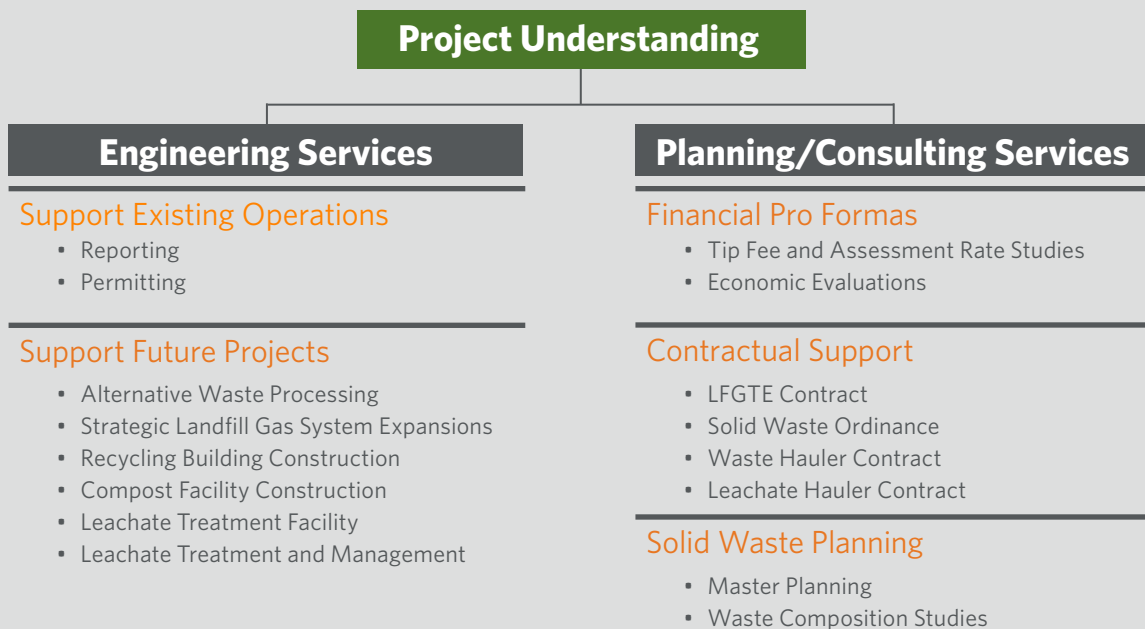 Project Understanding
Engineering Services
Support Existing Operations
• Reporting
• Permitting
Support Future Projects
• Alternative Waste Processing
• Strategic Landfill Gas System Expansions
• Recycling Building Construction
• Compost Facility Construction
• Leachate Treatment Facility
• Leachate Treatment and Management
Planning/Consulting Services
Financial Pro Formas
• Tip Fee and Assessment Rate Studies
• Economic Evaluations
Contractual Support
• LFGTE Contract
• Solid Waste Ordinance
• Waste Hauler Contract
• Leachate Hauler Contract
Solid Waste Planning
• Master Planning
• Waste Composition Studies